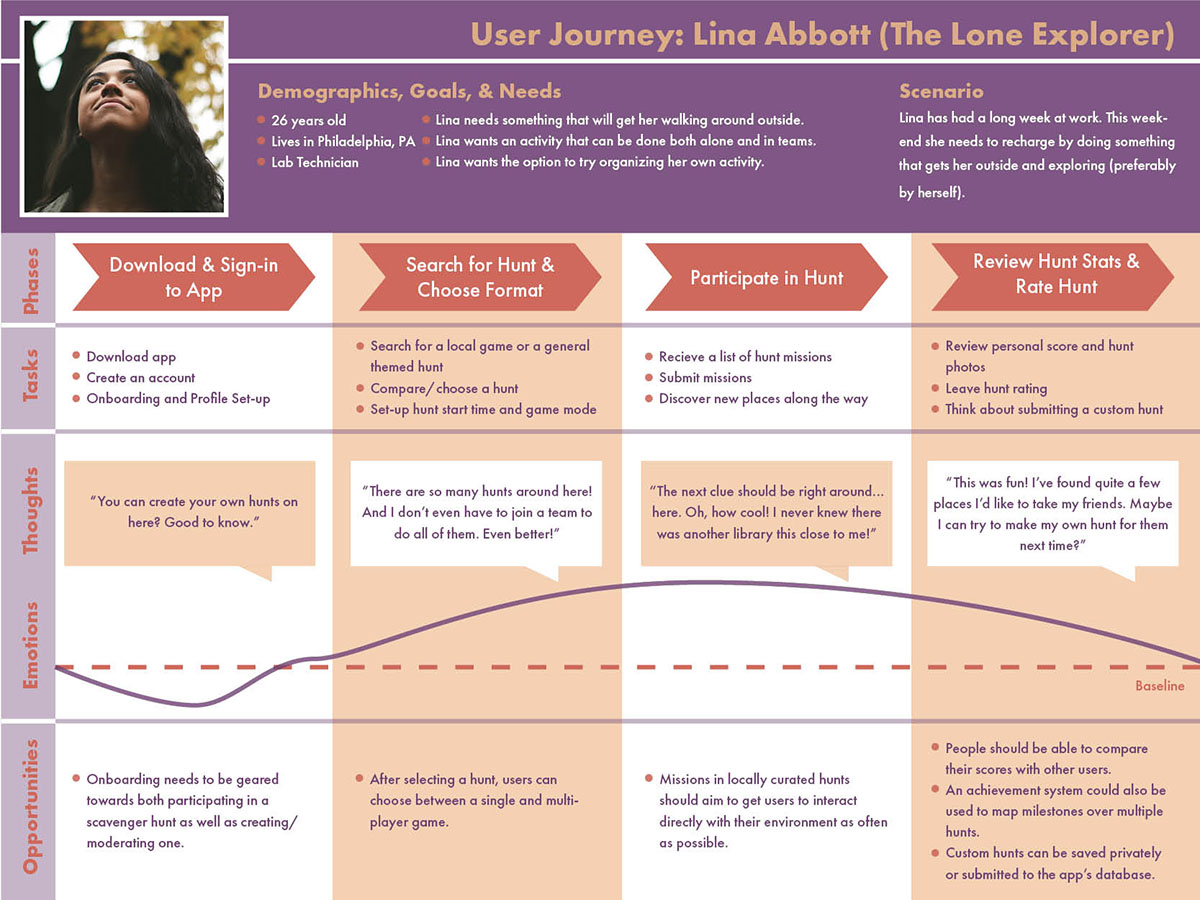 User Journey: Lina Abbott (The Lone Explorer)
Demographics, Goals, & Needs
26 years old
Lives in Philadelphia, PA
Lab Technician
Lina needs something that will get her walking around outside.
Lina wants an activity that can be done both alone and in teams.
Lina wants the option to try organizing her own activity.
Scenario
Lina has had a long week at work. This week-
end she needs to recharge by doing something
that gets her outside and exploring (preferably
by herself).
Phases
Download & Sign-in
to App
Search for Hunt &
Choose Format
Participate in Hunt
Review Hunt Stats &
Rate Hunt
Tasks
Download app
Create an account
Onboarding and Profile Set-up
Search for a local game or a general
themed hunt
Compare/choose a hunt
Set-up hunt start time and game mode
Recieve a list of hunt missions
Submit missions
Discover new places along the way
Review personal score and hunt
photos
Leave hunt rating
Think about submitting a custom hunt
Thoughts
“You can create your own hunts on
here? Good to know.”
“There are so many hunts around here!
And I don’t even have to join a team to
do all of them. Even better!”
“The next clue should be right around...
here. Oh, how cool! I never knew there
was another library this close to me!”
“This was fun! I’ve found quite a few
places I’d like to take my friends. Maybe
I can try to make my own hunt for them
next time?”
Emotions
Baseline
Opportunities
Onboarding needs to be geared
towards both participating in a
scavenger hunt as well as creating/
moderating one.
After selecting a hunt, users can
choose between a single and multi-
player game.
Missions in locally curated hunts
should aim to get users to interact
directly with their environment as often
as possible.
People should be able to compare
their scores with other users.
An achievement system could also be
used to map milestones over multiple
hunts.
Custom hunts can be saved privately
or submitted to the app’s database.